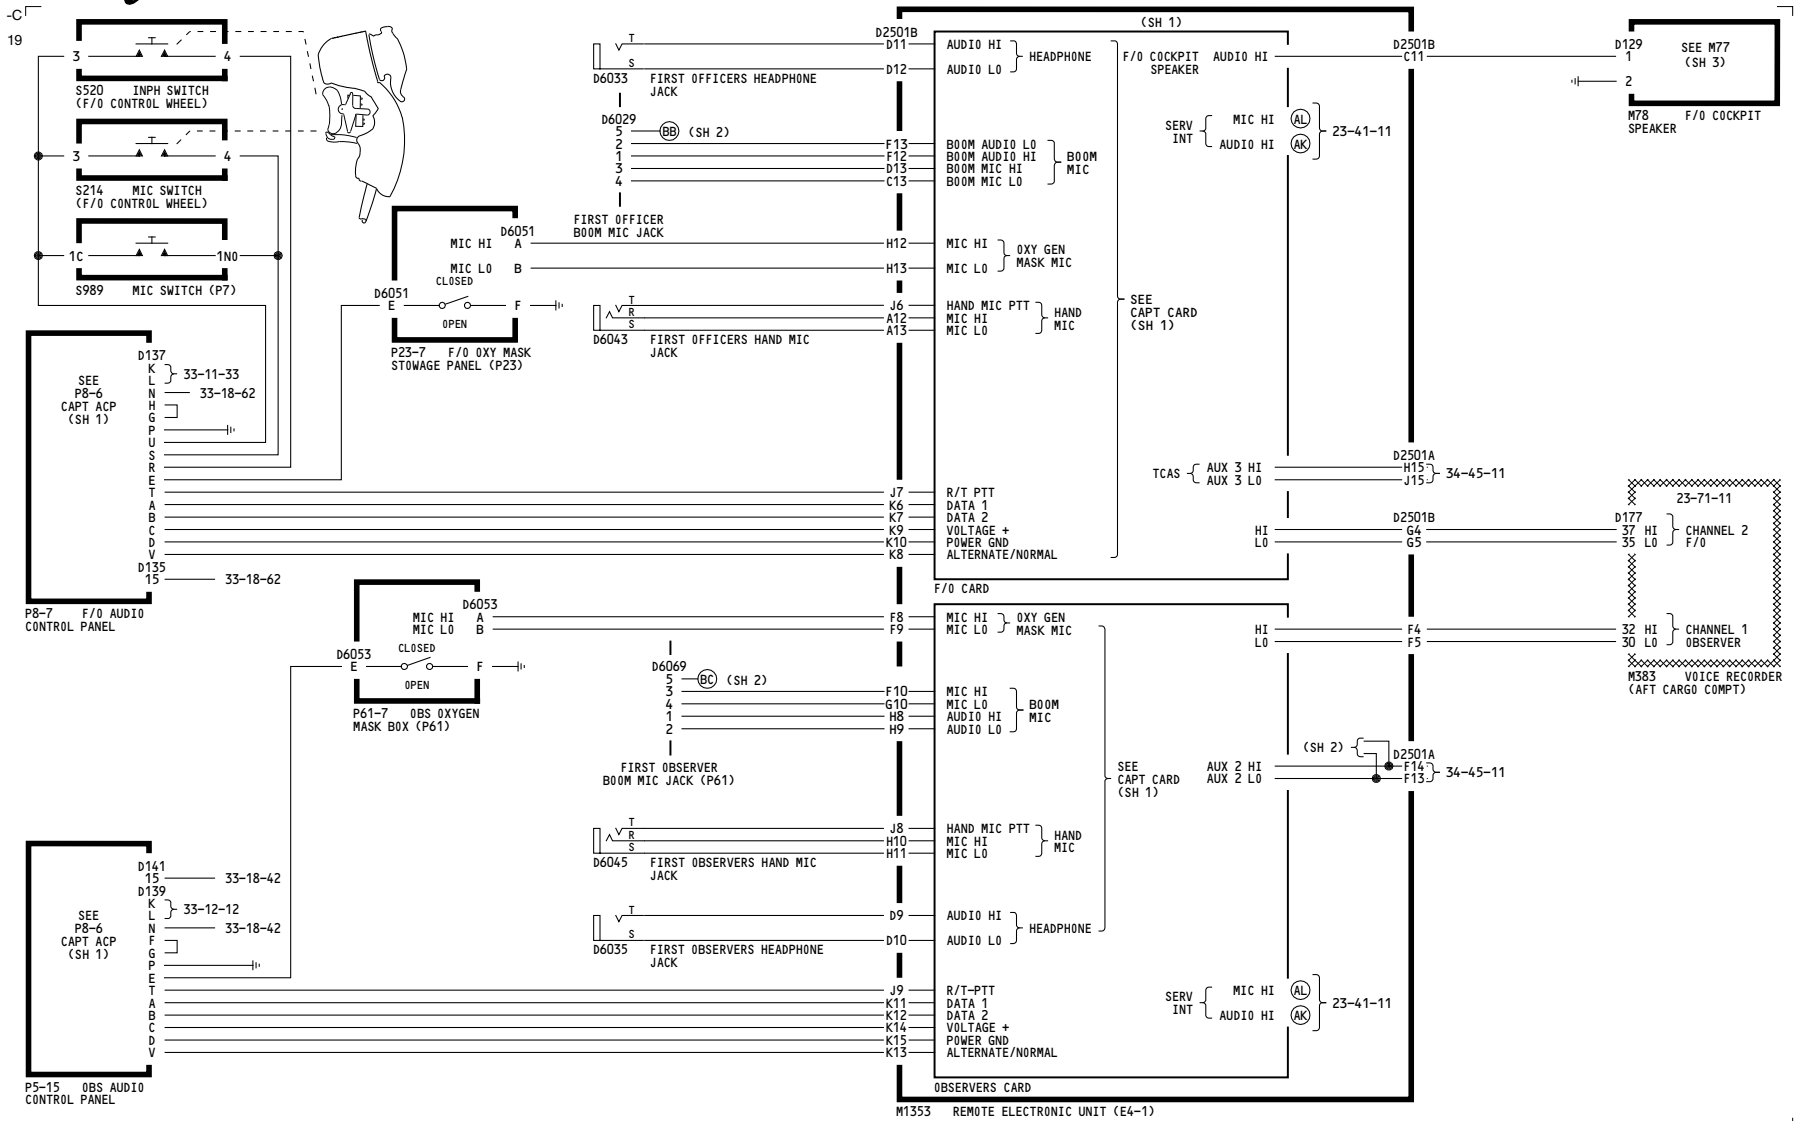 -C
19
3 4
S520 INPH SWITCH
(F/O CONTROL WHEEL)
3 4
S214 MIC SWITCH
(F/O CONTROL WHEEL)
1C 1NO
S989 MIC SWITCH (P7)
D6051
MIC HI A
MIC LO B
CLOSED
D6051
E F
OPEN
P23-7 F/O OXY MASK
STOWAGE PANEL (P23)
D137
K
L
33-11-33
N 33-18-62
H
G
P
U
S
R
E
T
A
B
C
D
V
D135
15 33-18-62
SEE
P8-6
CAPT ACP
(SH 1)
P8-7 F/O AUDIO
CONTROL PANEL
D6053
MIC HI A
MIC LO B
CLOSED
D6053
E F
OPEN
P61-7 OBS OXYGEN
MASK BOX (P61)
D141
15 33-18-42
D139
K
L
33-12-12
N 33-18-42
F
G
P
E
T
A
B
C
D
V
SEE
P8-6
CAPT ACP
(SH 1)
P5-15 OBS AUDIO
CONTROL PANEL
T
S
D6033 FIRST OFFICERS HEADPHONE
JACK
D6029
5 BB (SH 2)
2
1
3
4
FIRST OFFICER
BOOM MIC JACK
T
R
S
D6043 FIRST OFFICERS HAND MIC
JACK
D6069
5 BC (SH 2)
3
4
1
2
FIRST OBSERVER
BOOM MIC JACK (P61)
T
R
S
D6045 FIRST OBSERVERS HAND MIC
JACK
T
S
D6035 FIRST OBSERVERS HEADPHONE
JACK
(SH 1)
D2501B
D11 AUDIO HI
D12 AUDIO LO
HEADPHONE
F13 BOOM AUDIO LO
F12 BOOM AUDIO HI
D13 BOOM MIC HI
C13 BOOM MIC LO
BOOM
MIC
H12 MIC HI
H13 MIC LO
OXY GEN
MASK MIC
J6 HAND MIC PTT
A12 MIC HI
A13 MIC LO
HAND
MIC
SEE
CAPT CARD
(SH 1)
J7 R/T PTT
K6 DATA 1
K7 DATA 2
K9 VOLTAGE +
K10 POWER GND
K8 ALTERNATE/NORMAL
F/O COCKPIT
SPEAKER
AUDIO HI
D2501B
C11
SERV
INT
MIC HI AL
AUDIO HI AK
23-41-11
TCAS
AUX 3 HI
AUX 3 LO
D2501A
H15
J15
34-45-11
D2501B
HI G4
LO G5
F/O CARD
F8 MIC HI
F9 MIC LO
OXY GEN
MASK MIC
F10 MIC HI
G10 MIC LO
H8 AUDIO HI
H9 AUDIO LO
BOOM
MIC
J8 HAND MIC PTT
H10 MIC HI
H11 MIC LO
HAND
MIC
D9 AUDIO HI
D10 AUDIO LO
HEADPHONE
SEE
CAPT CARD
(SH 1)
J9 R/T-PTT
K11 DATA 1
K12 DATA 2
K14 VOLTAGE +
K15 POWER GND
K13 ALTERNATE/NORMAL
HI F4
LO F5
(SH 2)
AUX 2 HI
AUX 2 LO
D2501A
F14
F13
34-45-11
SERV
INT
MIC HI AL
AUDIO HI AK
23-41-11
OBSERVERS CARD
M1353 REMOTE ELECTRONIC UNIT (E4-1)
D129
1
2
SEE M77
(SH 3)
M78 F/O COCKPIT
SPEAKER
23-71-11
D177
37 HI
35 LO
CHANNEL 2
F/O
32 HI
30 LO
CHANNEL 1
OBSERVER
M383 VOICE RECORDER
(AFT CARGO COMPT)